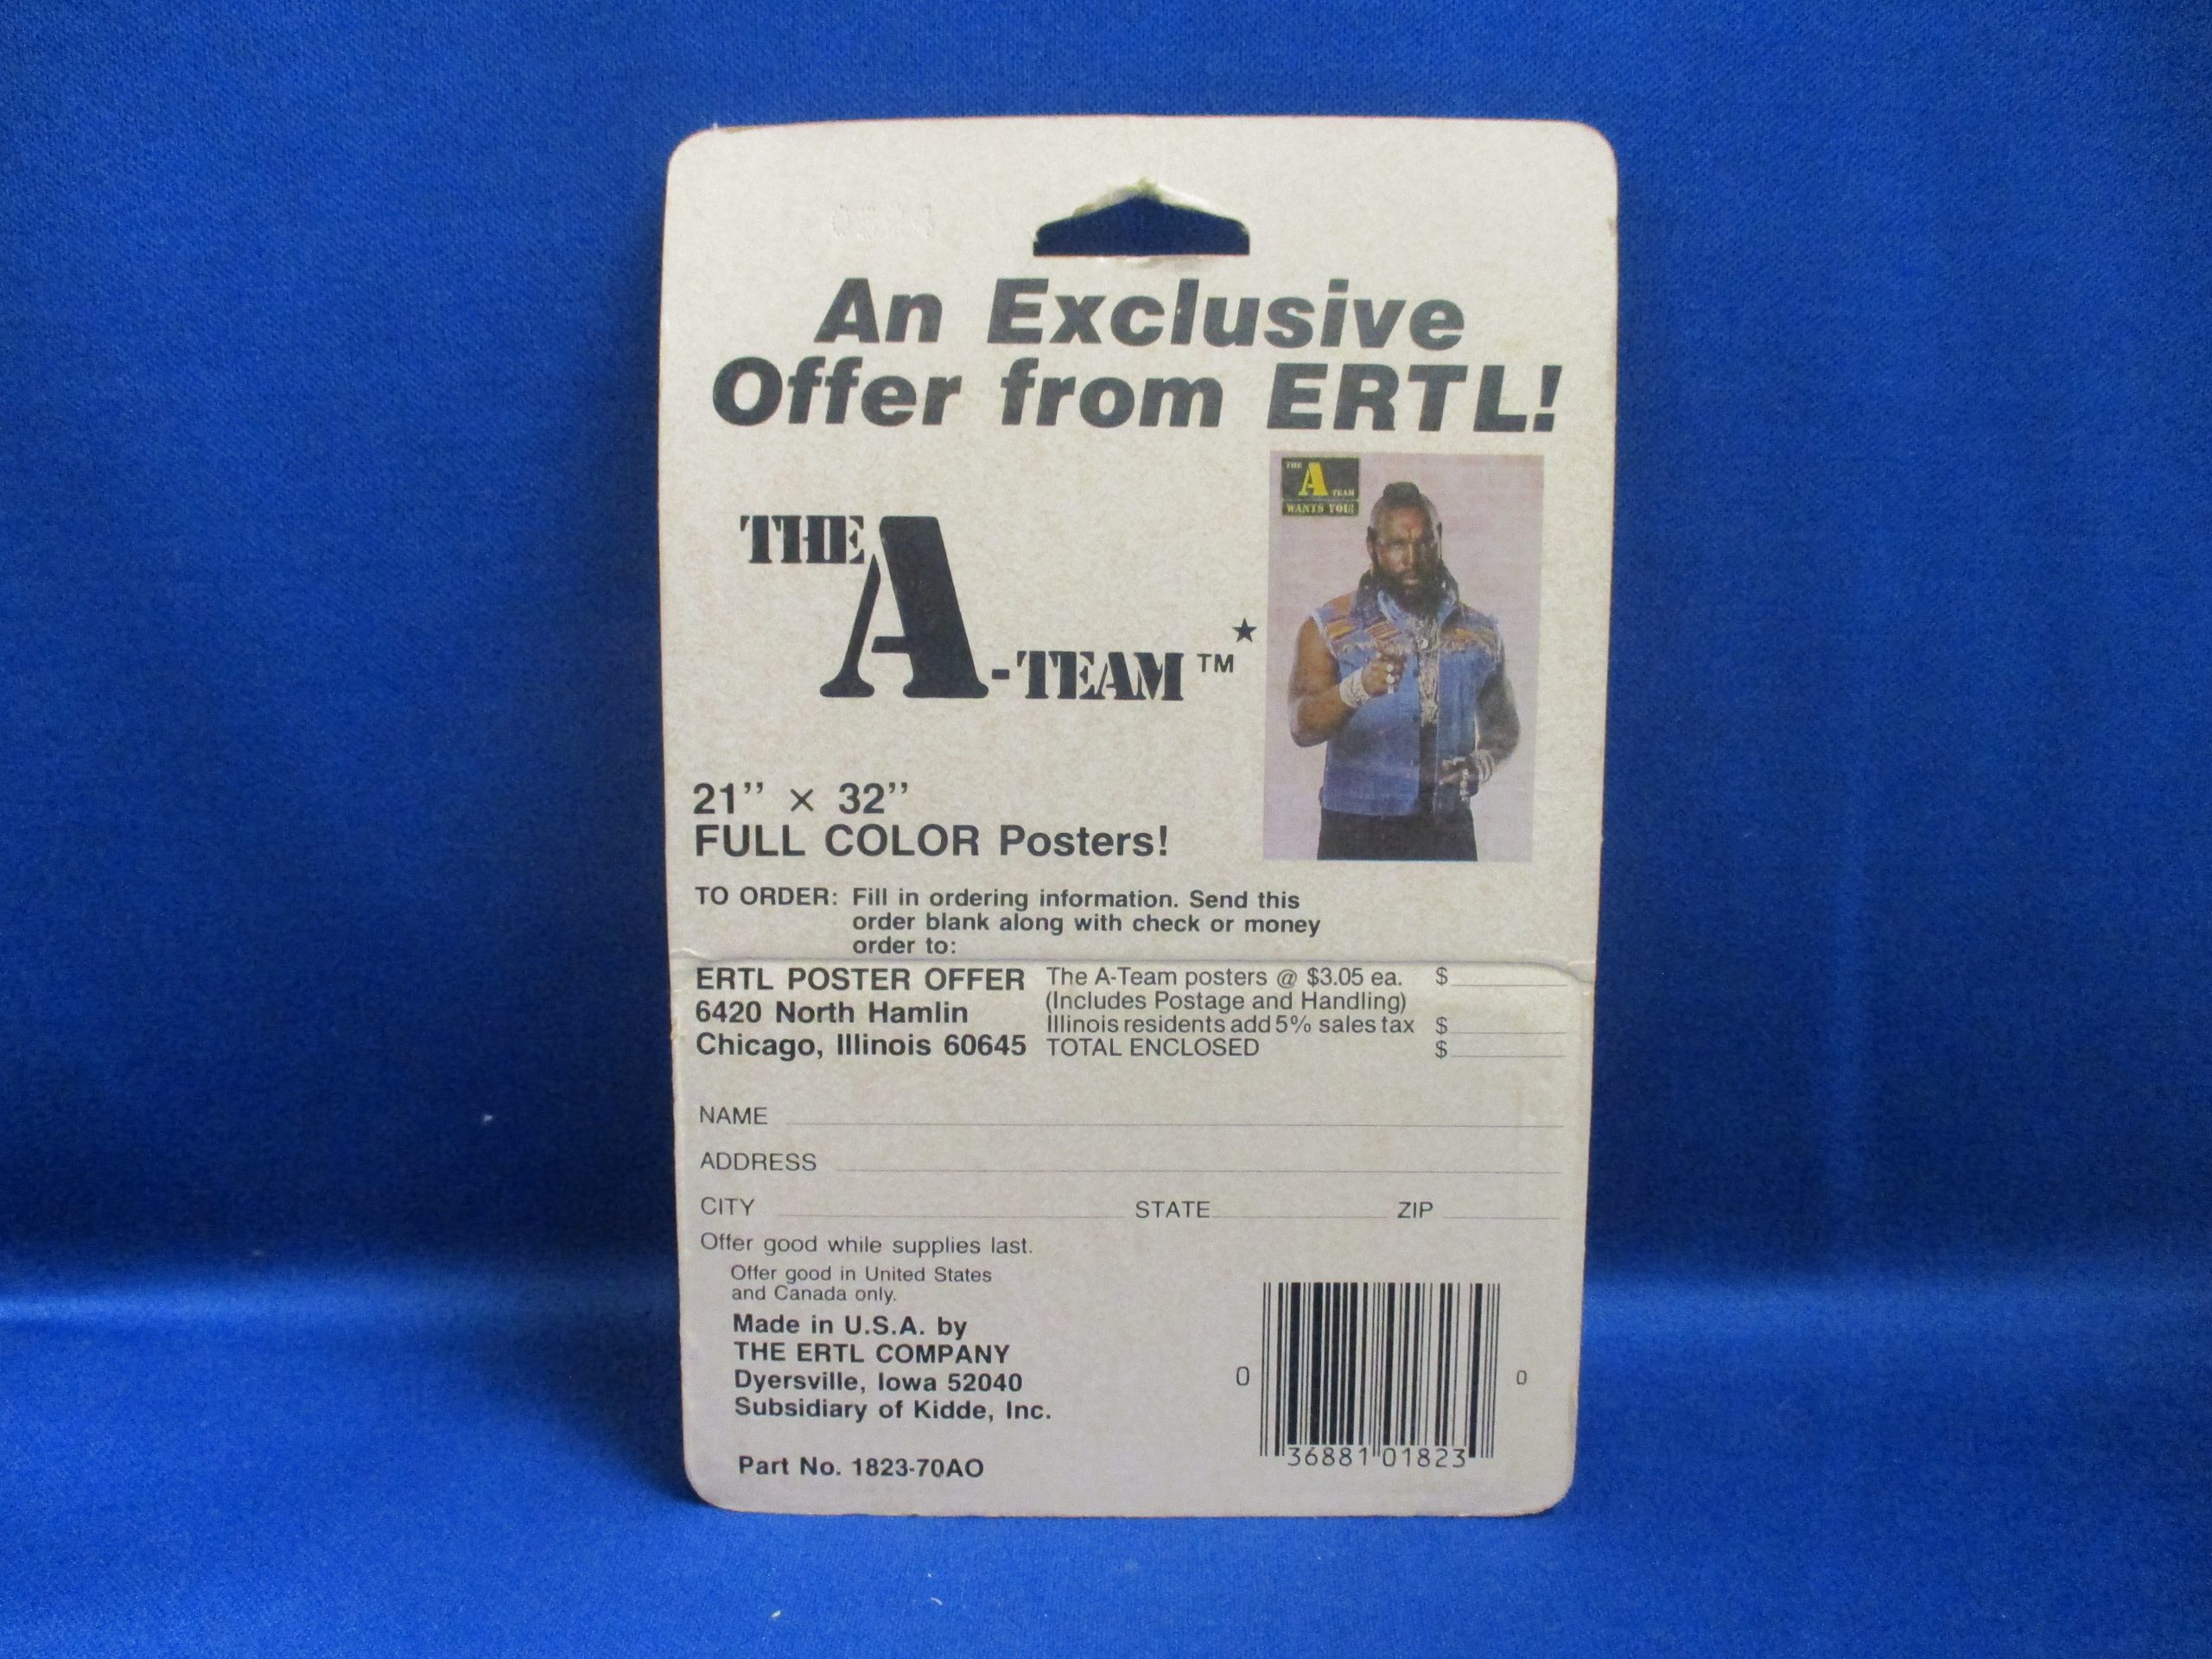 An Exclusive
Offer from ERTL!
THE A-TEAM™★
THE A TEAM
WANTS YOU!
21’’ × 32’’
FULL COLOR Posters!
TO ORDER: Fill in ordering information. Send this
order blank along with check or money
order to:
ERTL POSTER OFFER
6420 North Hamlin
Chicago, Illinois 60645
The A-Team posters @ $3.05 ea. $
(Includes Postage and Handling)
Illinois residents add 5% sales tax $
TOTAL ENCLOSED $
NAME
ADDRESS
CITY STATE ZIP
Offer good while supplies last.
Offer good in United States
and Canada only.
Made in U.S.A. by
THE ERTL COMPANY
Dyersville, Iowa 52040
Subsidiary of Kidde, Inc.
Part No. 1823-70AO
0 36881 01823 0